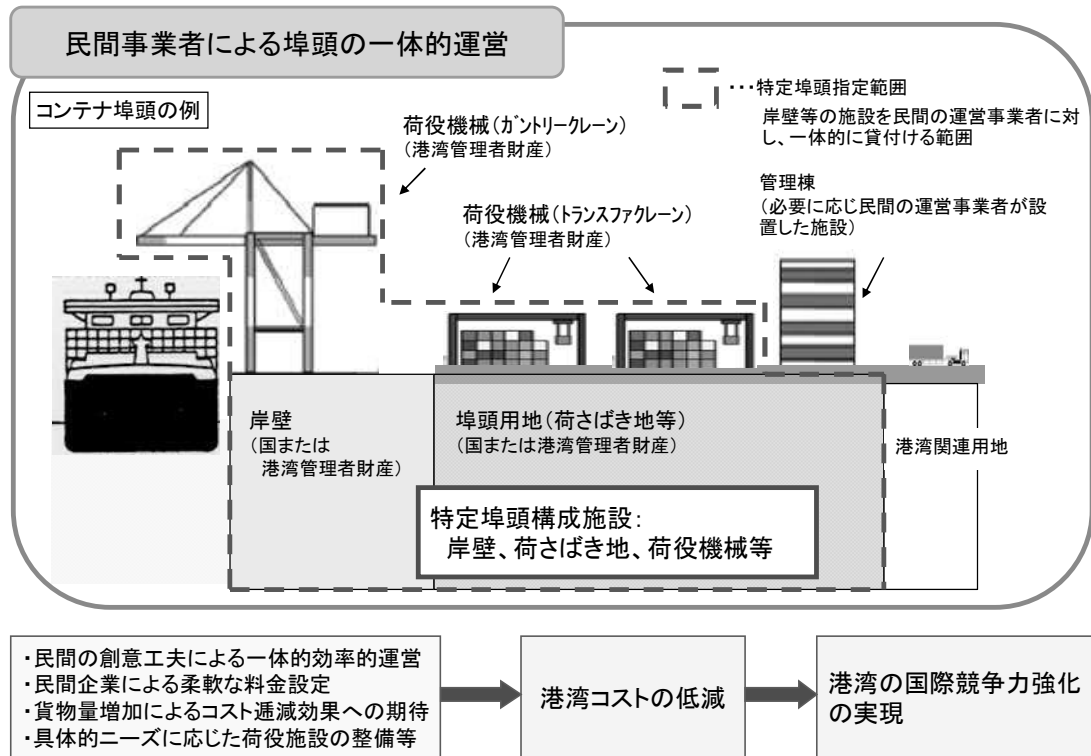 民間事業者による埠頭の一体的運営
コンテナ埠頭の例
･･･特定埠頭指定範囲
岸壁等の施設を民間の運営事業者に対
し、一体的に貸付ける範囲
荷役機械(ガントリークレーン)
(港湾管理者財産)
荷役機械(トランスファクレーン)
(港湾管理者財産)
管理棟
(必要に応じ民間の運営事業者が設
置した施設)
岸壁
(国または
港湾管理者財産)
埠頭用地(荷さばき地等)
(国または港湾管理者財産)
港湾関連用地
特定埠頭構成施設:
岸壁、荷さばき地、荷役機械等
・民間の創意工夫による一体的効率的運営
・民間企業による柔軟な料金設定
・貨物量増加によるコスト逓減効果への期待
・具体的ニーズに応じた荷役施設の整備等
港湾コストの低減
港湾の国際競争力強化
の実現